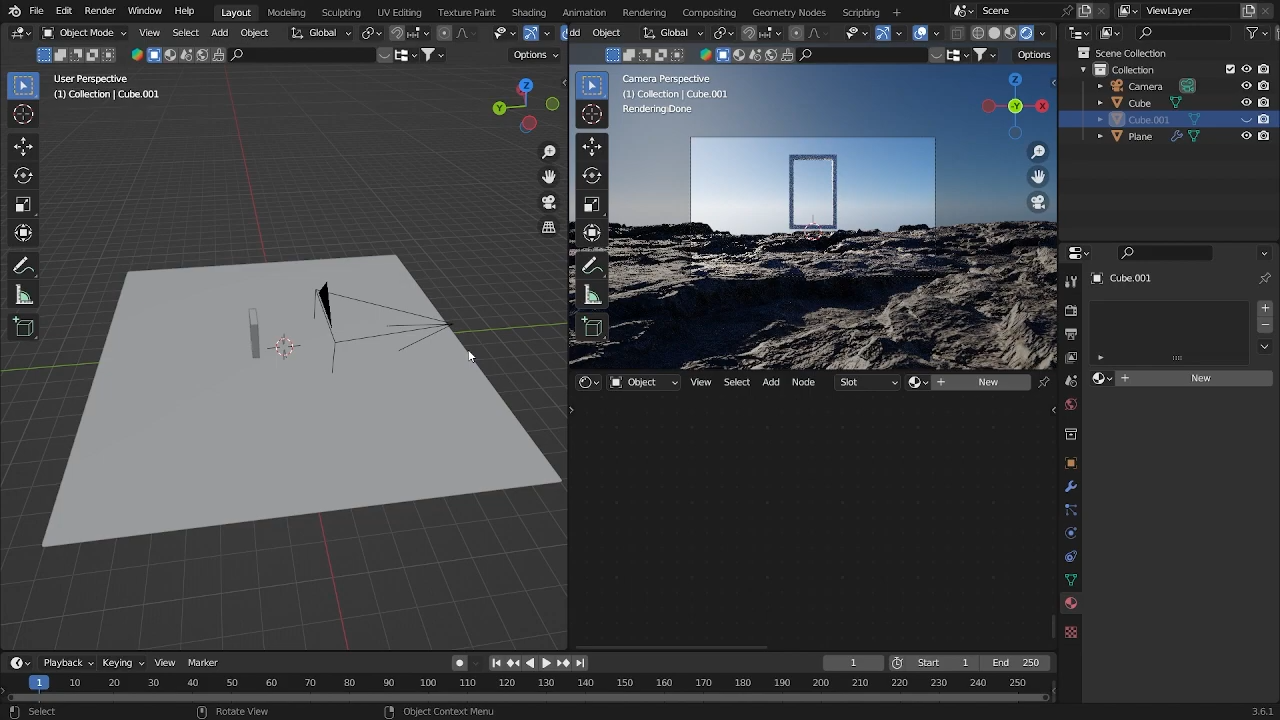 File Edit Render Window Help Layout Modeling Sculpting UV Editing Texture Paint Shading Animation Rendering Compositing Geometry Nodes Scripting + Scene ViewLayer
Object Mode View Select Add Object Global
dd Object Global
Options
Options
User Perspective
(1) Collection | Cube.001
Z
Y
Camera Perspective
(1) Collection | Cube.001
Rendering Done
Z
-Y
X
Scene Collection
Collection
Camera
Cube
Cube.001
Plane
Cube.001
New
Object View Select Add Node Slot New
Playback Keying View Marker 1 Start 1 End 250
1 10 20 30 40 50 60 70 80 90 100 110 120 130 140 150 160 170 180 190 200 210 220 230 240 250
Select Rotate View Object Context Menu 3.6.1